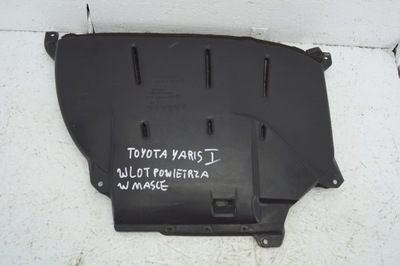 TOYOTA YARIS I
WLOT POWIETRZA
W MASCE